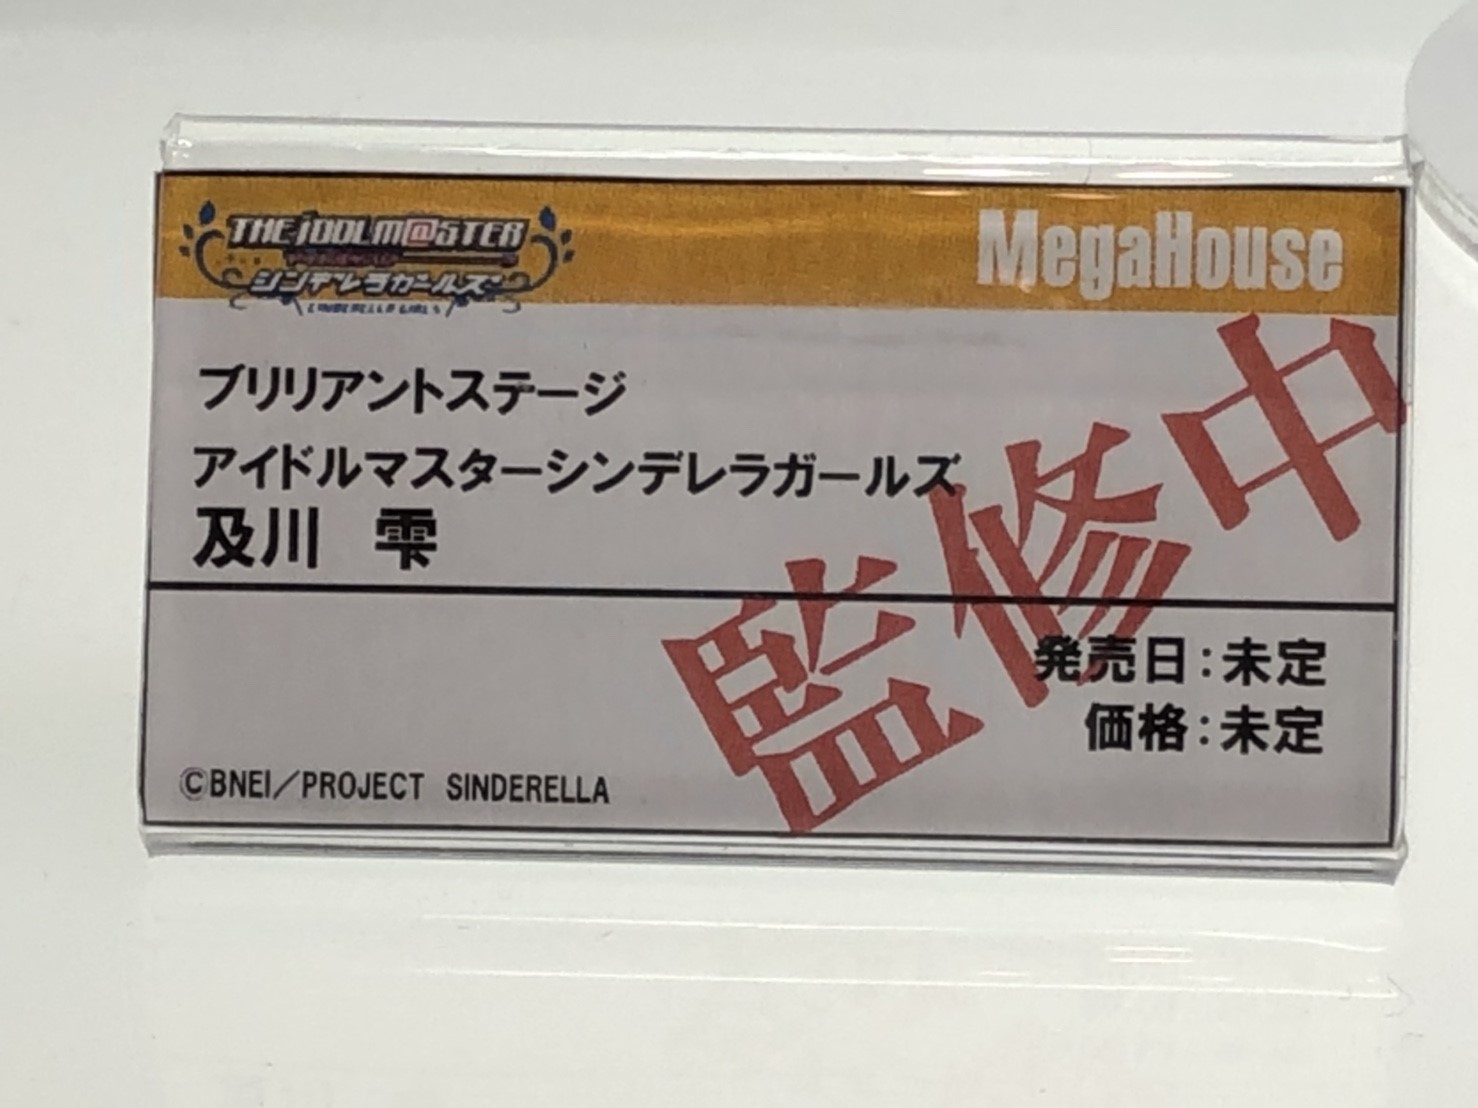 THE iDOLM@STER
シンデレラガールズ
CINDERELLA GIRLS
MegaHouse
ブリリアントステージ
アイドルマスターシンデレラガールズ
及川　雫
監修中
発売日：未定
価格：未定
©BNEI／PROJECT SINDERELLA